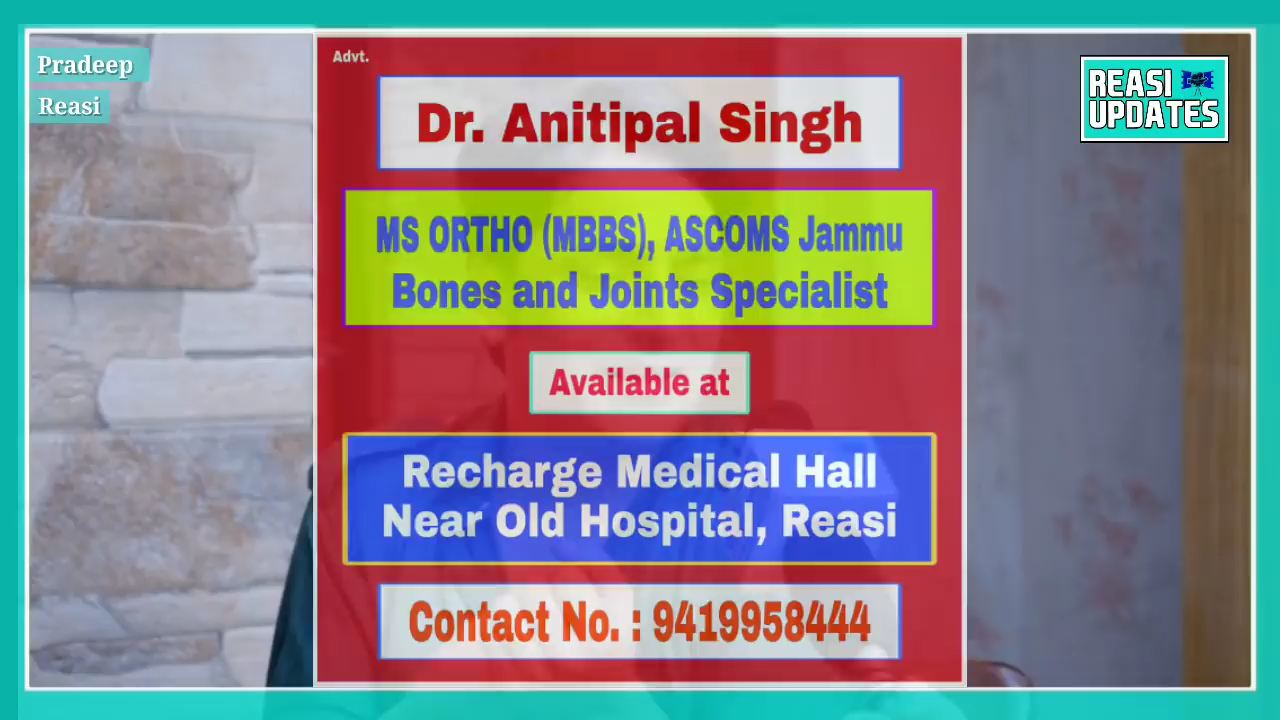 Pradeep
Reasi
Advt.
REASI
UPDATES
Dr. Anitipal Singh
MS ORTHO (MBBS), ASCOMS Jammu
Bones and Joints Specialist
Available at
Recharge Medical Hall
Near Old Hospital, Reasi
Contact No. : 9419958444